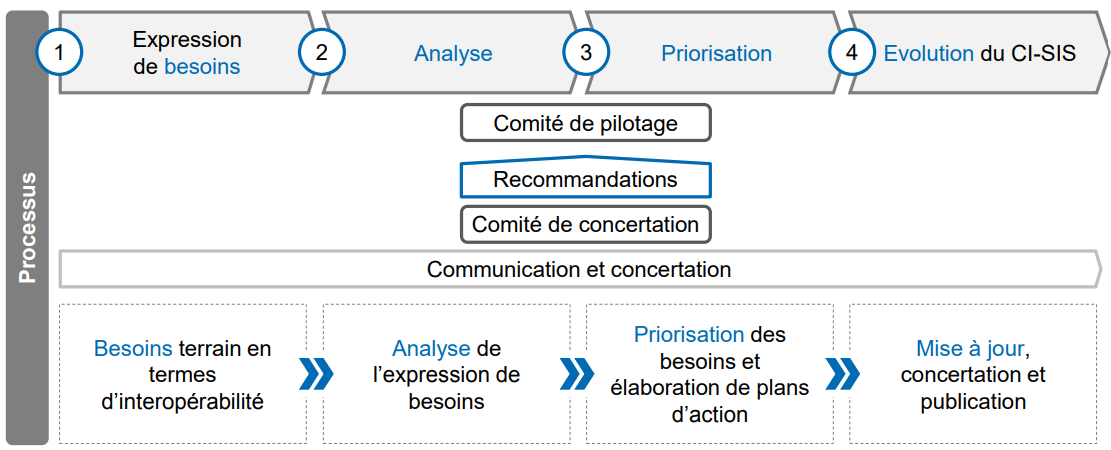 Processus
1
Expression
de besoins
2
Analyse
3
Priorisation
4
Evolution du CI-SIS
Comité de pilotage
Recommandations
Comité de concertation
Communication et concertation
Besoins terrain en
termes
d’interopérabilité
Analyse de
l’expression de
besoins
Priorisation des
besoins et
élaboration de plans
d’action
Mise à jour,
concertation et
publication